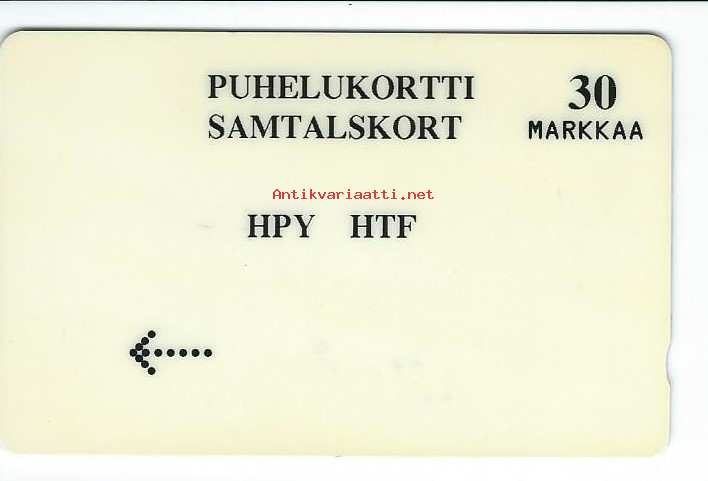 PUHELUKORTTI 30
SAMTALSKORT MARKKAA
Antikvariaatti.net
HPY HTF